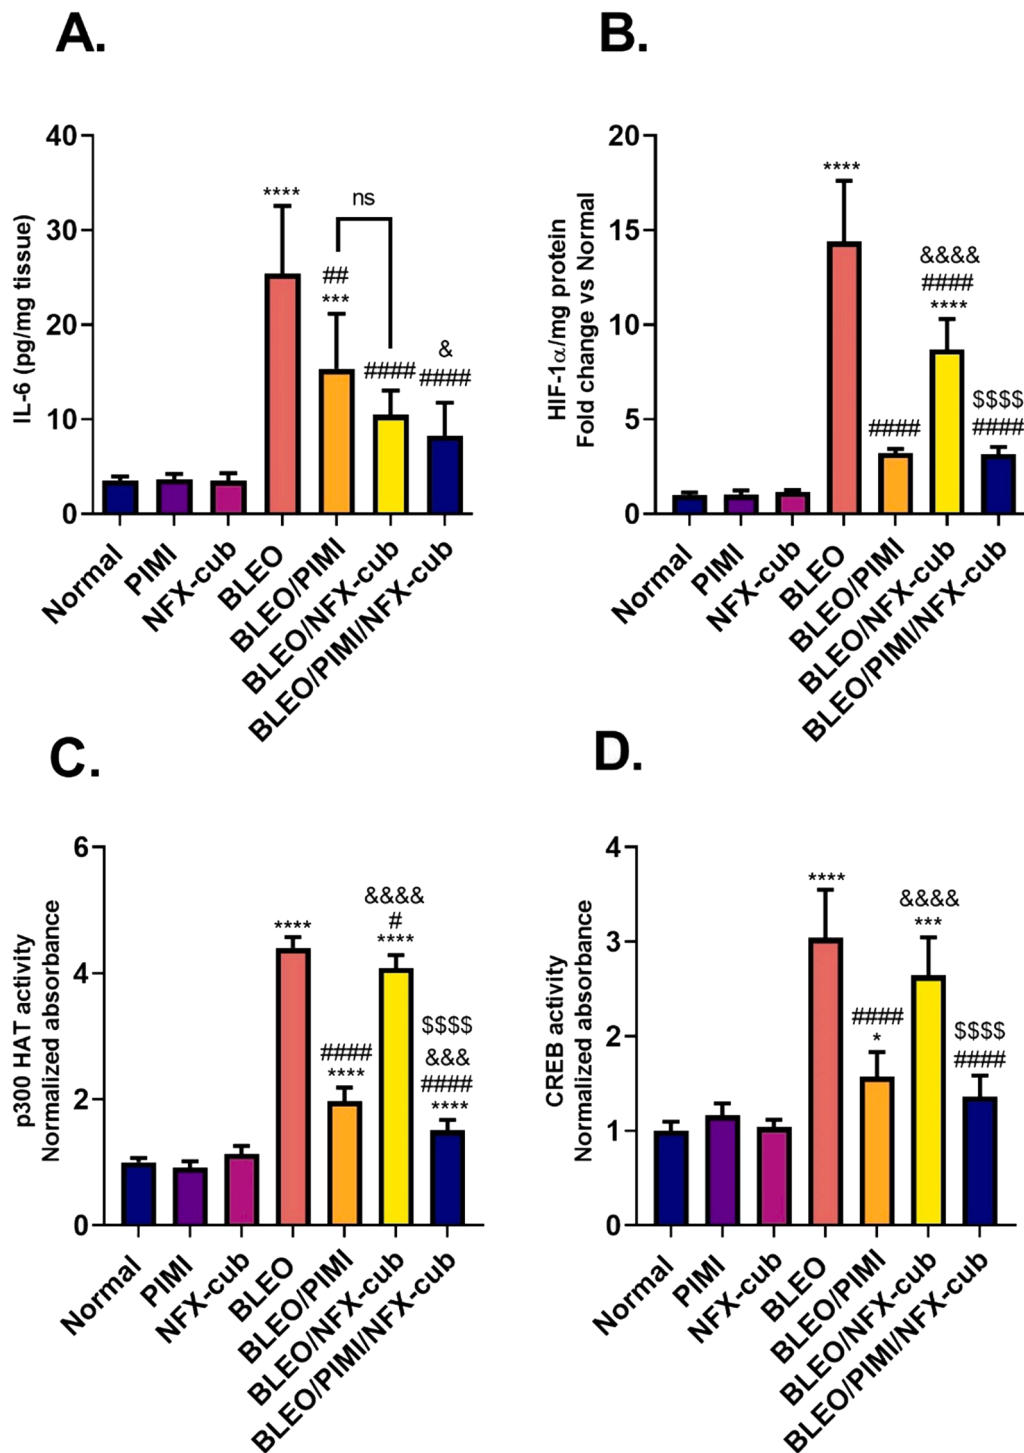 A.
IL-6 (pg/mg tissue)
40
30
20
10
0
****
##
***
ns
####
&
####
Normal
PIMI
NFX-cub
BLEO
BLEO/PIMI
BLEO/NFX-cub
BLEO/PIMI/NFX-cub
B.
HIF-1α/mg protein
Fold change vs Normal
20
15
10
5
0
****
####
&&&&
####
****
$$$$
####
Normal
PIMI
NFX-cub
BLEO
BLEO/PIMI
BLEO/NFX-cub
BLEO/PIMI/NFX-cub
C.
p300 HAT activity
Normalized absorbance
6
4
2
0
****
####
****
&&&&
#
****
$$$$
&&&
####
****
Normal
PIMI
NFX-cub
BLEO
BLEO/PIMI
BLEO/NFX-cub
BLEO/PIMI/NFX-cub
D.
CREB activity
Normalized absorbance
4
3
2
1
0
****
####
*
&&&&
***
$$$$
####
Normal
PIMI
NFX-cub
BLEO
BLEO/PIMI
BLEO/NFX-cub
BLEO/PIMI/NFX-cub